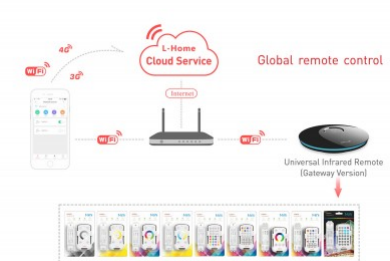 4G
L-Home
Cloud Service
Global remote control
WiFi
3G
Internet
WiFi
WiFi
Universal Infrared Remote
(Gateway Version)